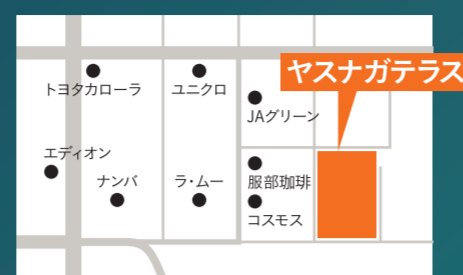 ヤスナガテラス
トヨタカローラ
ユニクロ
JAグリーン
エディオン
ナンバ
ラ・ムー
服部珈琲
コスモス